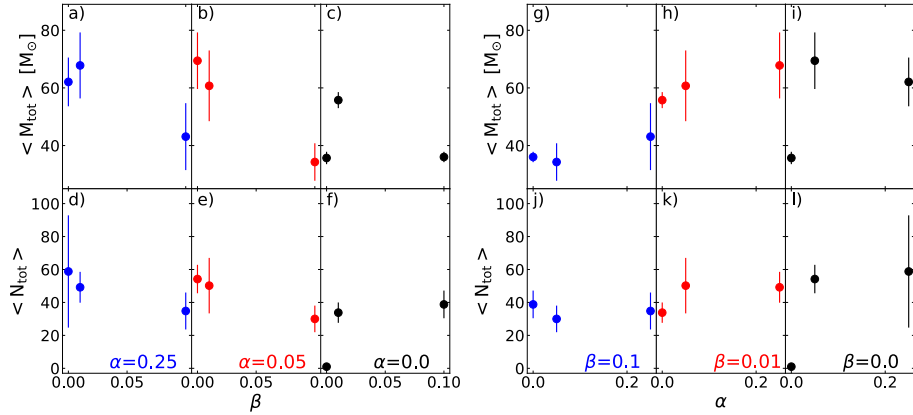 a) b) c) g) h) i)
80 80
60 60
40 40
< M_tot > [M_⊙] < M_tot > [M_⊙]
d) e) f) j) k) l)
100 100
80 80
60 60
40 40
20 20
0 0
< N_tot > < N_tot >
α=0.25 α=0.05 α=0.0 β=0.1 β=0.01 β=0.0
0.00 0.05 0.00 0.05 0.00 0.05 0.10 0.0 0.2 0.0 0.2 0.0 0.2
β α